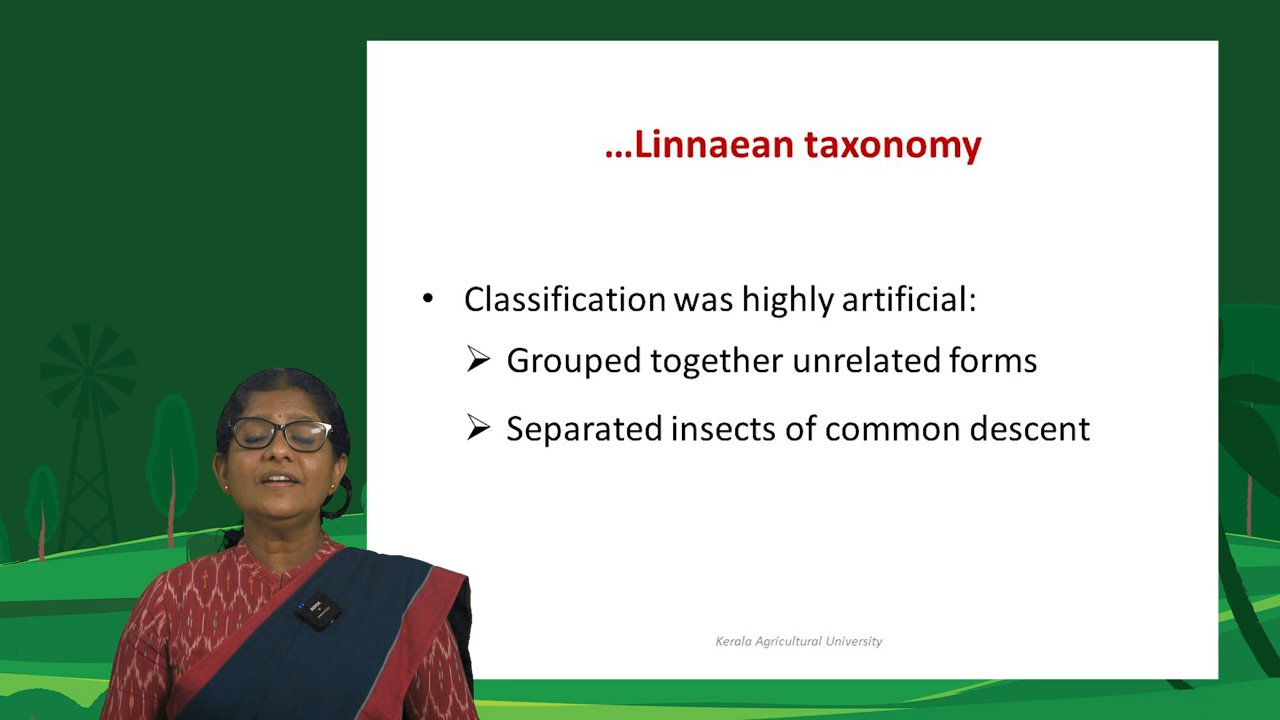 ...Linnaean taxonomy
• Classification was highly artificial:
➢ Grouped together unrelated forms
➢ Separated insects of common descent
Kerala Agricultural University